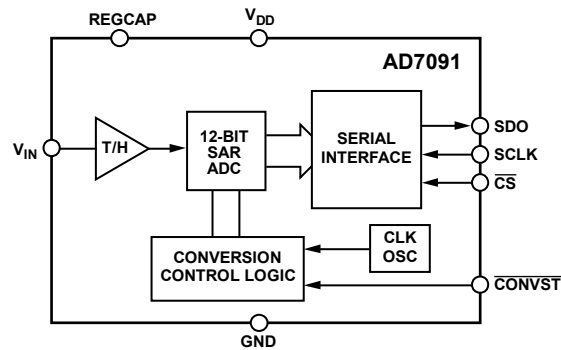 REGCAP
VDD
AD7091
VIN
T/H
12-BIT
SAR
ADC
SERIAL
INTERFACE
SDO
SCLK
CS
CLK
OSC
CONVERSION
CONTROL LOGIC
CONVST
GND